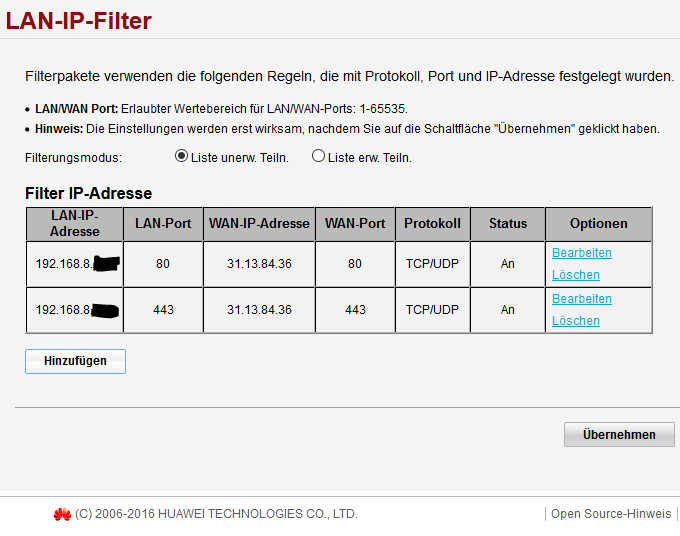 LAN-IP-Filter
Filterpakete verwenden die folgenden Regeln, die mit Protokoll, Port und IP-Adresse festgelegt wurden.
• LAN/WAN Port: Erlaubter Wertebereich für LAN/WAN-Ports: 1-65535.
• Hinweis: Die Einstellungen werden erst wirksam, nachdem Sie auf die Schaltfläche "Übernehmen" geklickt haben.
Filterungsmodus: Liste unerw. Teiln. Liste erw. Teiln.
Filter IP-Adresse
LAN-IP-Adresse LAN-Port WAN-IP-Adresse WAN-Port Protokoll Status Optionen
192.168.8. 80 31.13.84.36 80 TCP/UDP An Bearbeiten
Löschen
192.168.8 443 31.13.84.36 443 TCP/UDP An Bearbeiten
Löschen
Hinzufügen
Übernehmen
(C) 2006-2016 HUAWEI TECHNOLOGIES CO., LTD. Open Source-Hinweis